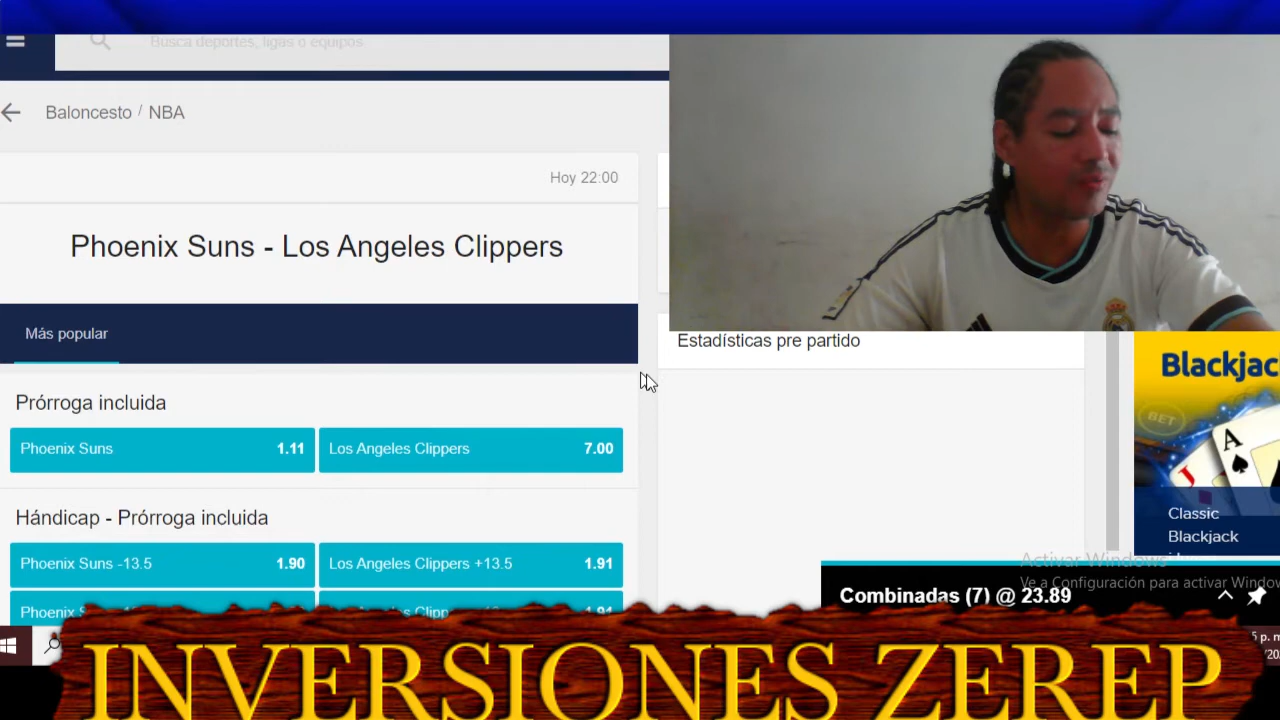 Busca deportes, ligas o equipos
Baloncesto / NBA
Hoy 22:00
Phoenix Suns - Los Angeles Clippers
Más popular
Prórroga incluida
Phoenix Suns 1.11 Los Angeles Clippers 7.00
Hándicap - Prórroga incluida
Phoenix Suns -13.5 1.90 Los Angeles Clippers +13.5 1.91
Estadísticas pre partido
Blackjac
BET
A
J
Classic
Blackjack
Activar Windows
Ve a Configuración para activar Window
Combinadas (7) @ 23.89
INVERSIONES ZEREP